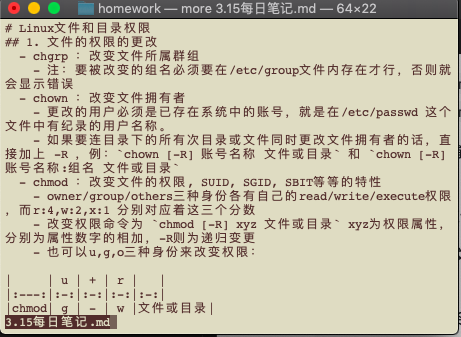 homework — more 3.15每日笔记.md — 64×22
# Linux文件和目录权限
## 1. 文件的权限的更改
- chgrp : 改变文件所属群组
- 注: 要被改变的组名必须要在/etc/group文件内存在才行, 否则就
会显示错误
- chown : 改变文件拥有者
- 更改的用户必须是已存在系统中的账号, 就是在/etc/passwd 这个
文件中有纪录的用户名称。
- 如果要连目录下的所有次目录或文件同时更改文件拥有者的话, 直
接加上 -R , 例: `chown [-R] 账号名称 文件或目录` 和 `chown [-R]
账号名称:组名 文件或目录`
- chmod : 改变文件的权限, SUID, SGID, SBIT等等的特性
- owner/group/others三种身份各有自己的read/write/execute权限
, 而r:4,w:2,x:1 分别对应着这三个分数
- 改变权限命令为 `chmod [-R] xyz 文件或目录` xyz为权限属性,
分别为属性数字的相加, -R则为递归变更
- 也可以u,g,o三种身份来改变权限:
| | u | + | r | |
|:---:|:-:|:-:|:-:|:-:|
|chmod| g | - | w |文件或目录|
3.15每日笔记.md